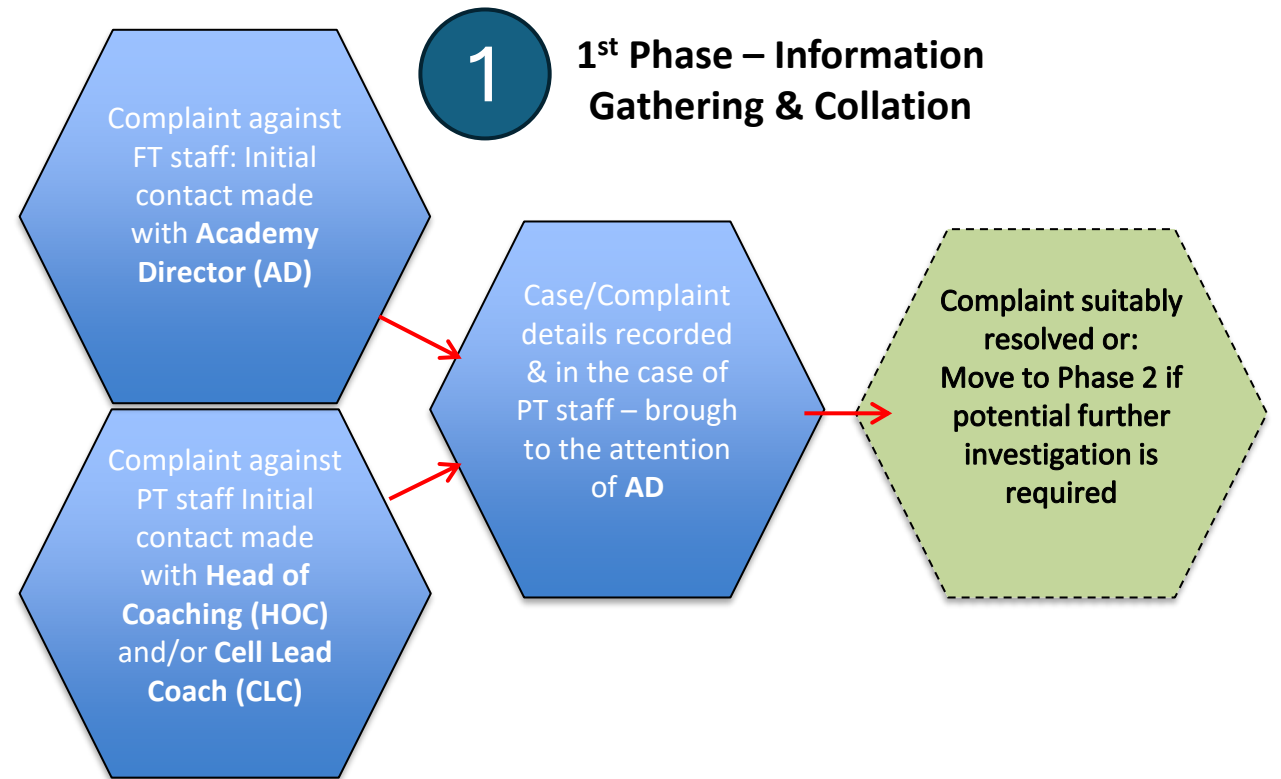 1
1st Phase – Information
Gathering & Collation
Complaint against
FT staff: Initial
contact made
with Academy
Director (AD)
Complaint against
PT staff Initial
contact made
with Head of
Coaching (HOC)
and/or Cell Lead
Coach (CLC)
Case/Complaint
details recorded
& in the case of
PT staff – brough
to the attention
of AD
Complaint suitably
resolved or:
Move to Phase 2 if
potential further
investigation is
required